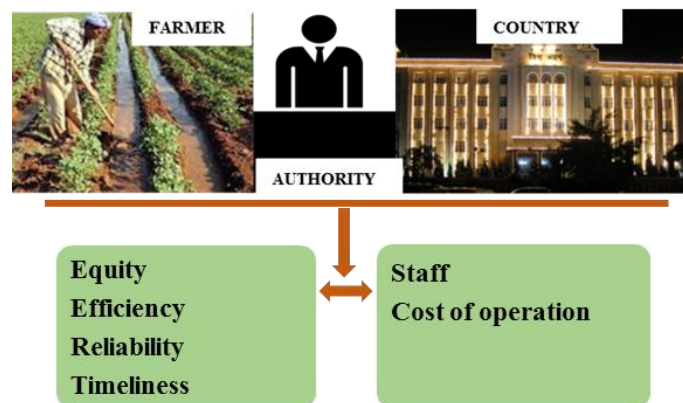 FARMER
COUNTRY
AUTHORITY
Equity
Efficiency
Reliability
Timeliness
Staff
Cost of operation